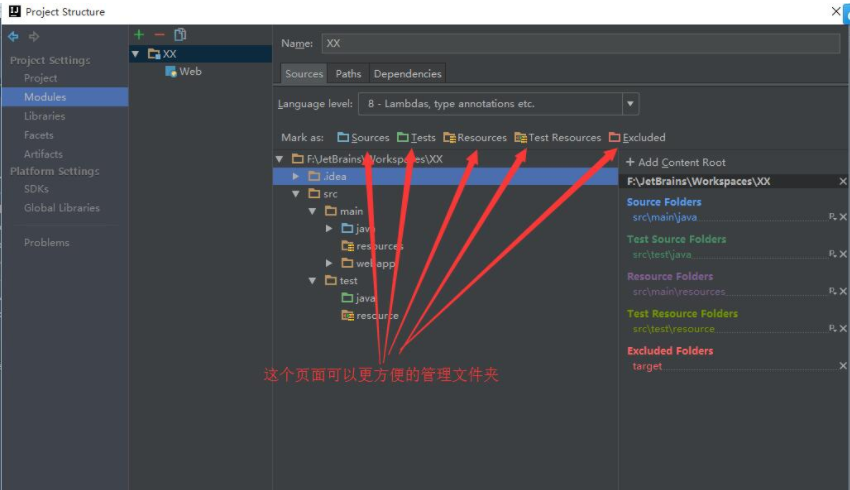 Project Structure
Project Settings
Project
Modules
Libraries
Facets
Artifacts
Platform Settings
SDKs
Global Libraries
Problems
XX
Web
Name: XX
Sources Paths Dependencies
Language level: 8 - Lambdas, type annotations etc.
Mark as: Sources Tests Resources Test Resources Excluded
F:\JetBrains\Workspaces\XX
.idea
src
main
java
resources
webapp
test
java
resource
+ Add Content Root
F:\JetBrains\Workspaces\XX
Source Folders
src\main\java
Test Source Folders
src\test\java
Resource Folders
src\main\resources
Test Resource Folders
src\test\resource
Excluded Folders
target
这个页面可以更方便的管理文件夹